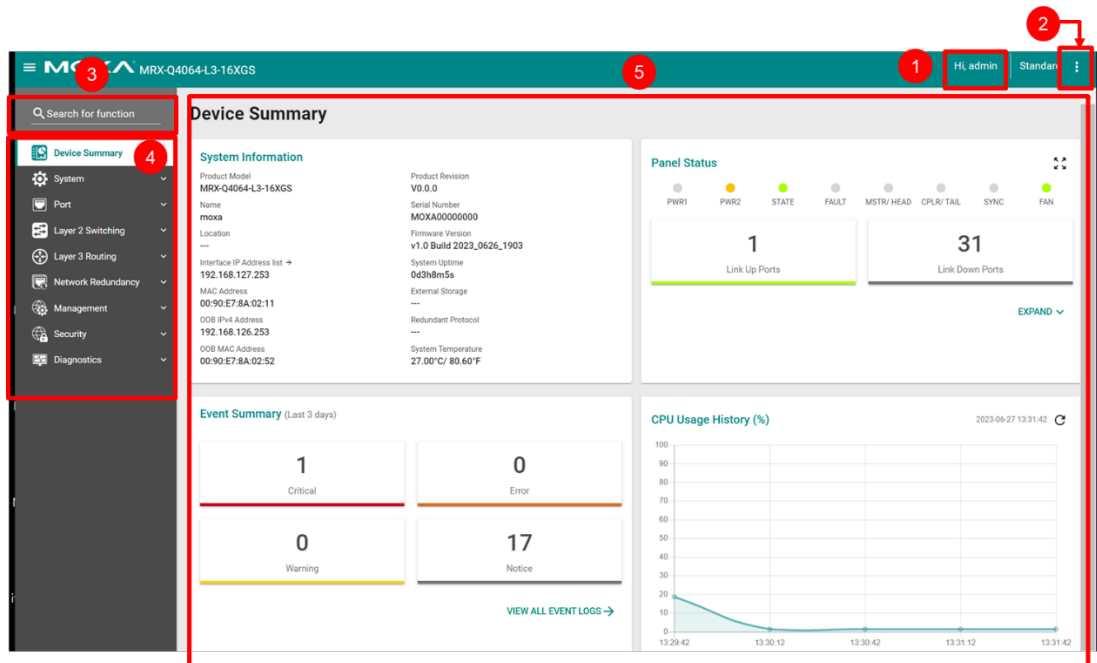 2
MOXA MRX-Q4064-L3-16XGS
3
5
1
Hi, admin
Standard
Search for function
4
Device Summary
System
Port
Layer 2 Switching
Layer 3 Routing
Network Redundancy
Management
Security
Diagnostics
Device Summary
System Information
Product Model
MRX-Q4064-L3-16XGS
Product Revision
V0.0.0
Name
moxa
Serial Number
MOXA00000000
Location
---
Firmware Version
v1.0 Build 2023_0626_1903
Interface IP Address list →
192.168.127.253
System Uptime
0d3h8m5s
MAC Address
00:90:E7:8A:02:11
External Storage
---
OOB IPv4 Address
192.168.126.253
Redundant Protocol
---
OOB MAC Address
00:90:E7:8A:02:52
System Temperature
27.00°C/ 80.60°F
Panel Status
PWR1 PWR2 STATE FAULT MSTR/ HEAD CPLR/ TAIL SYNC FAN
1
Link Up Ports
31
Link Down Ports
EXPAND
Event Summary (Last 3 days)
1
Critical
0
Error
0
Warning
17
Notice
VIEW ALL EVENT LOGS →
CPU Usage History (%)
2023-06-27 13:31:42
100
90
80
70
60
50
40
30
20
10
0
13:29:42 13:30:12 13:30:42 13:31:12 13:31:42